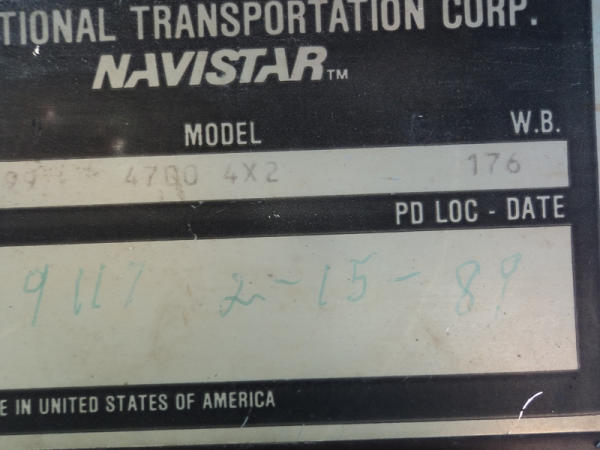 TIONAL TRANSPORTATION CORP.
NAVISTAR™
MODEL W.B.
99 4700 4X2 176
PD LOC - DATE
9117 2-15-89
E IN UNITED STATES OF AMERICA